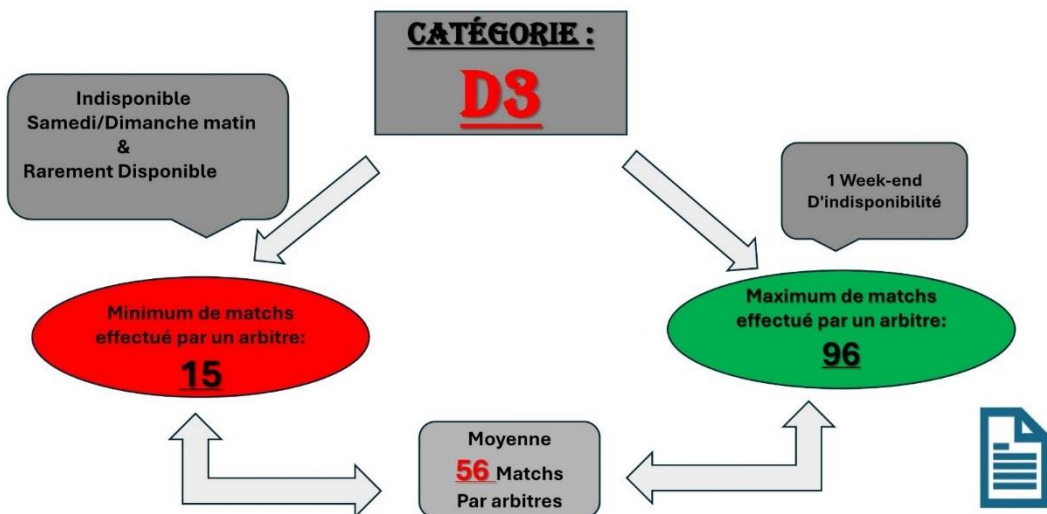 CATÉGORIE :
D3
Indisponible
Samedi/Dimanche matin
&
Rarement Disponible
1 Week-end
D'indisponibilité
Minimum de matchs
effectué par un arbitre:
15
Maximum de matchs
effectué par un arbitre:
96
Moyenne
56 Matchs
Par arbitres